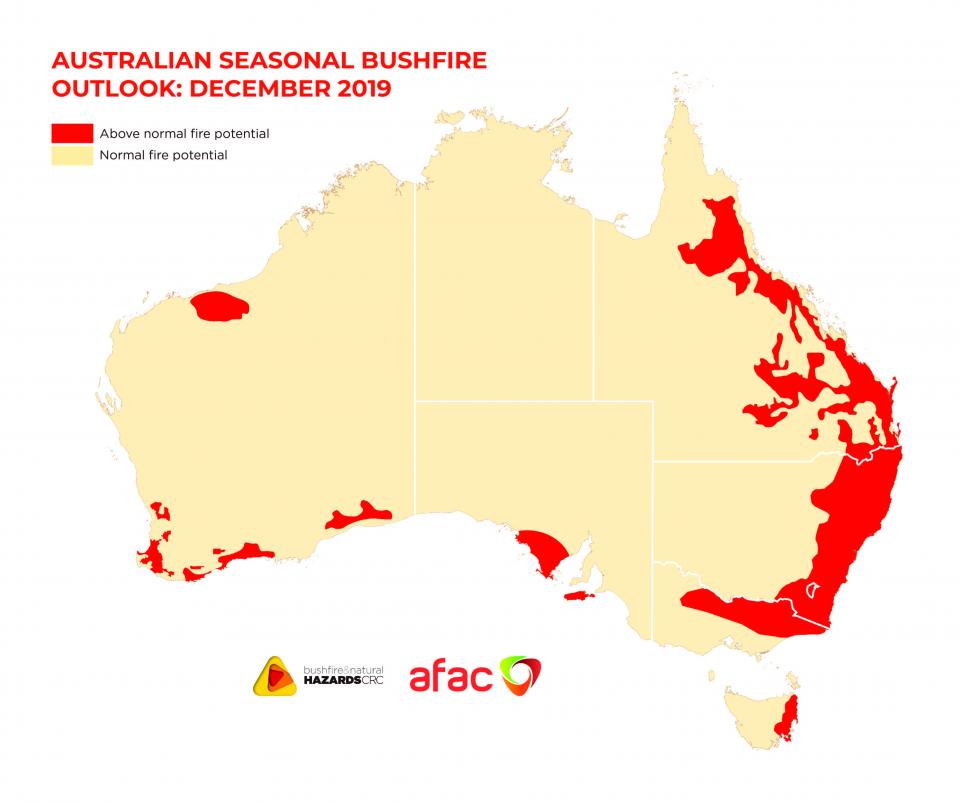 AUSTRALIAN SEASONAL BUSHFIRE
OUTLOOK: DECEMBER 2019
Above normal fire potential
Normal fire potential
bushfire&natural
HAZARDSCRC
afac